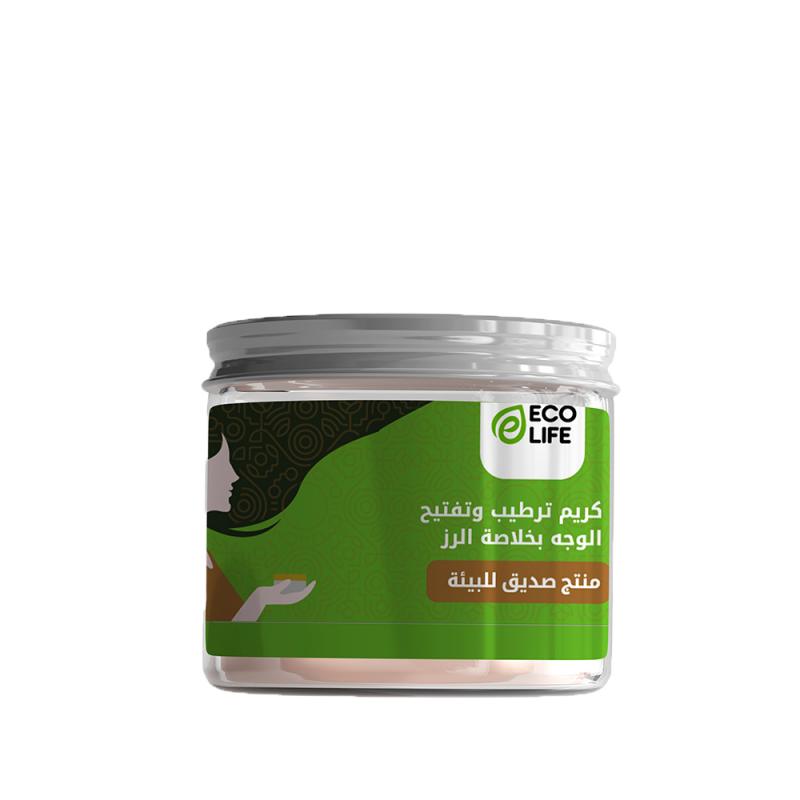 ECO
LIFE
كريم ترطيب وتفتيح
الوجه بخلاصة الرز
منتج صديق للبيئة